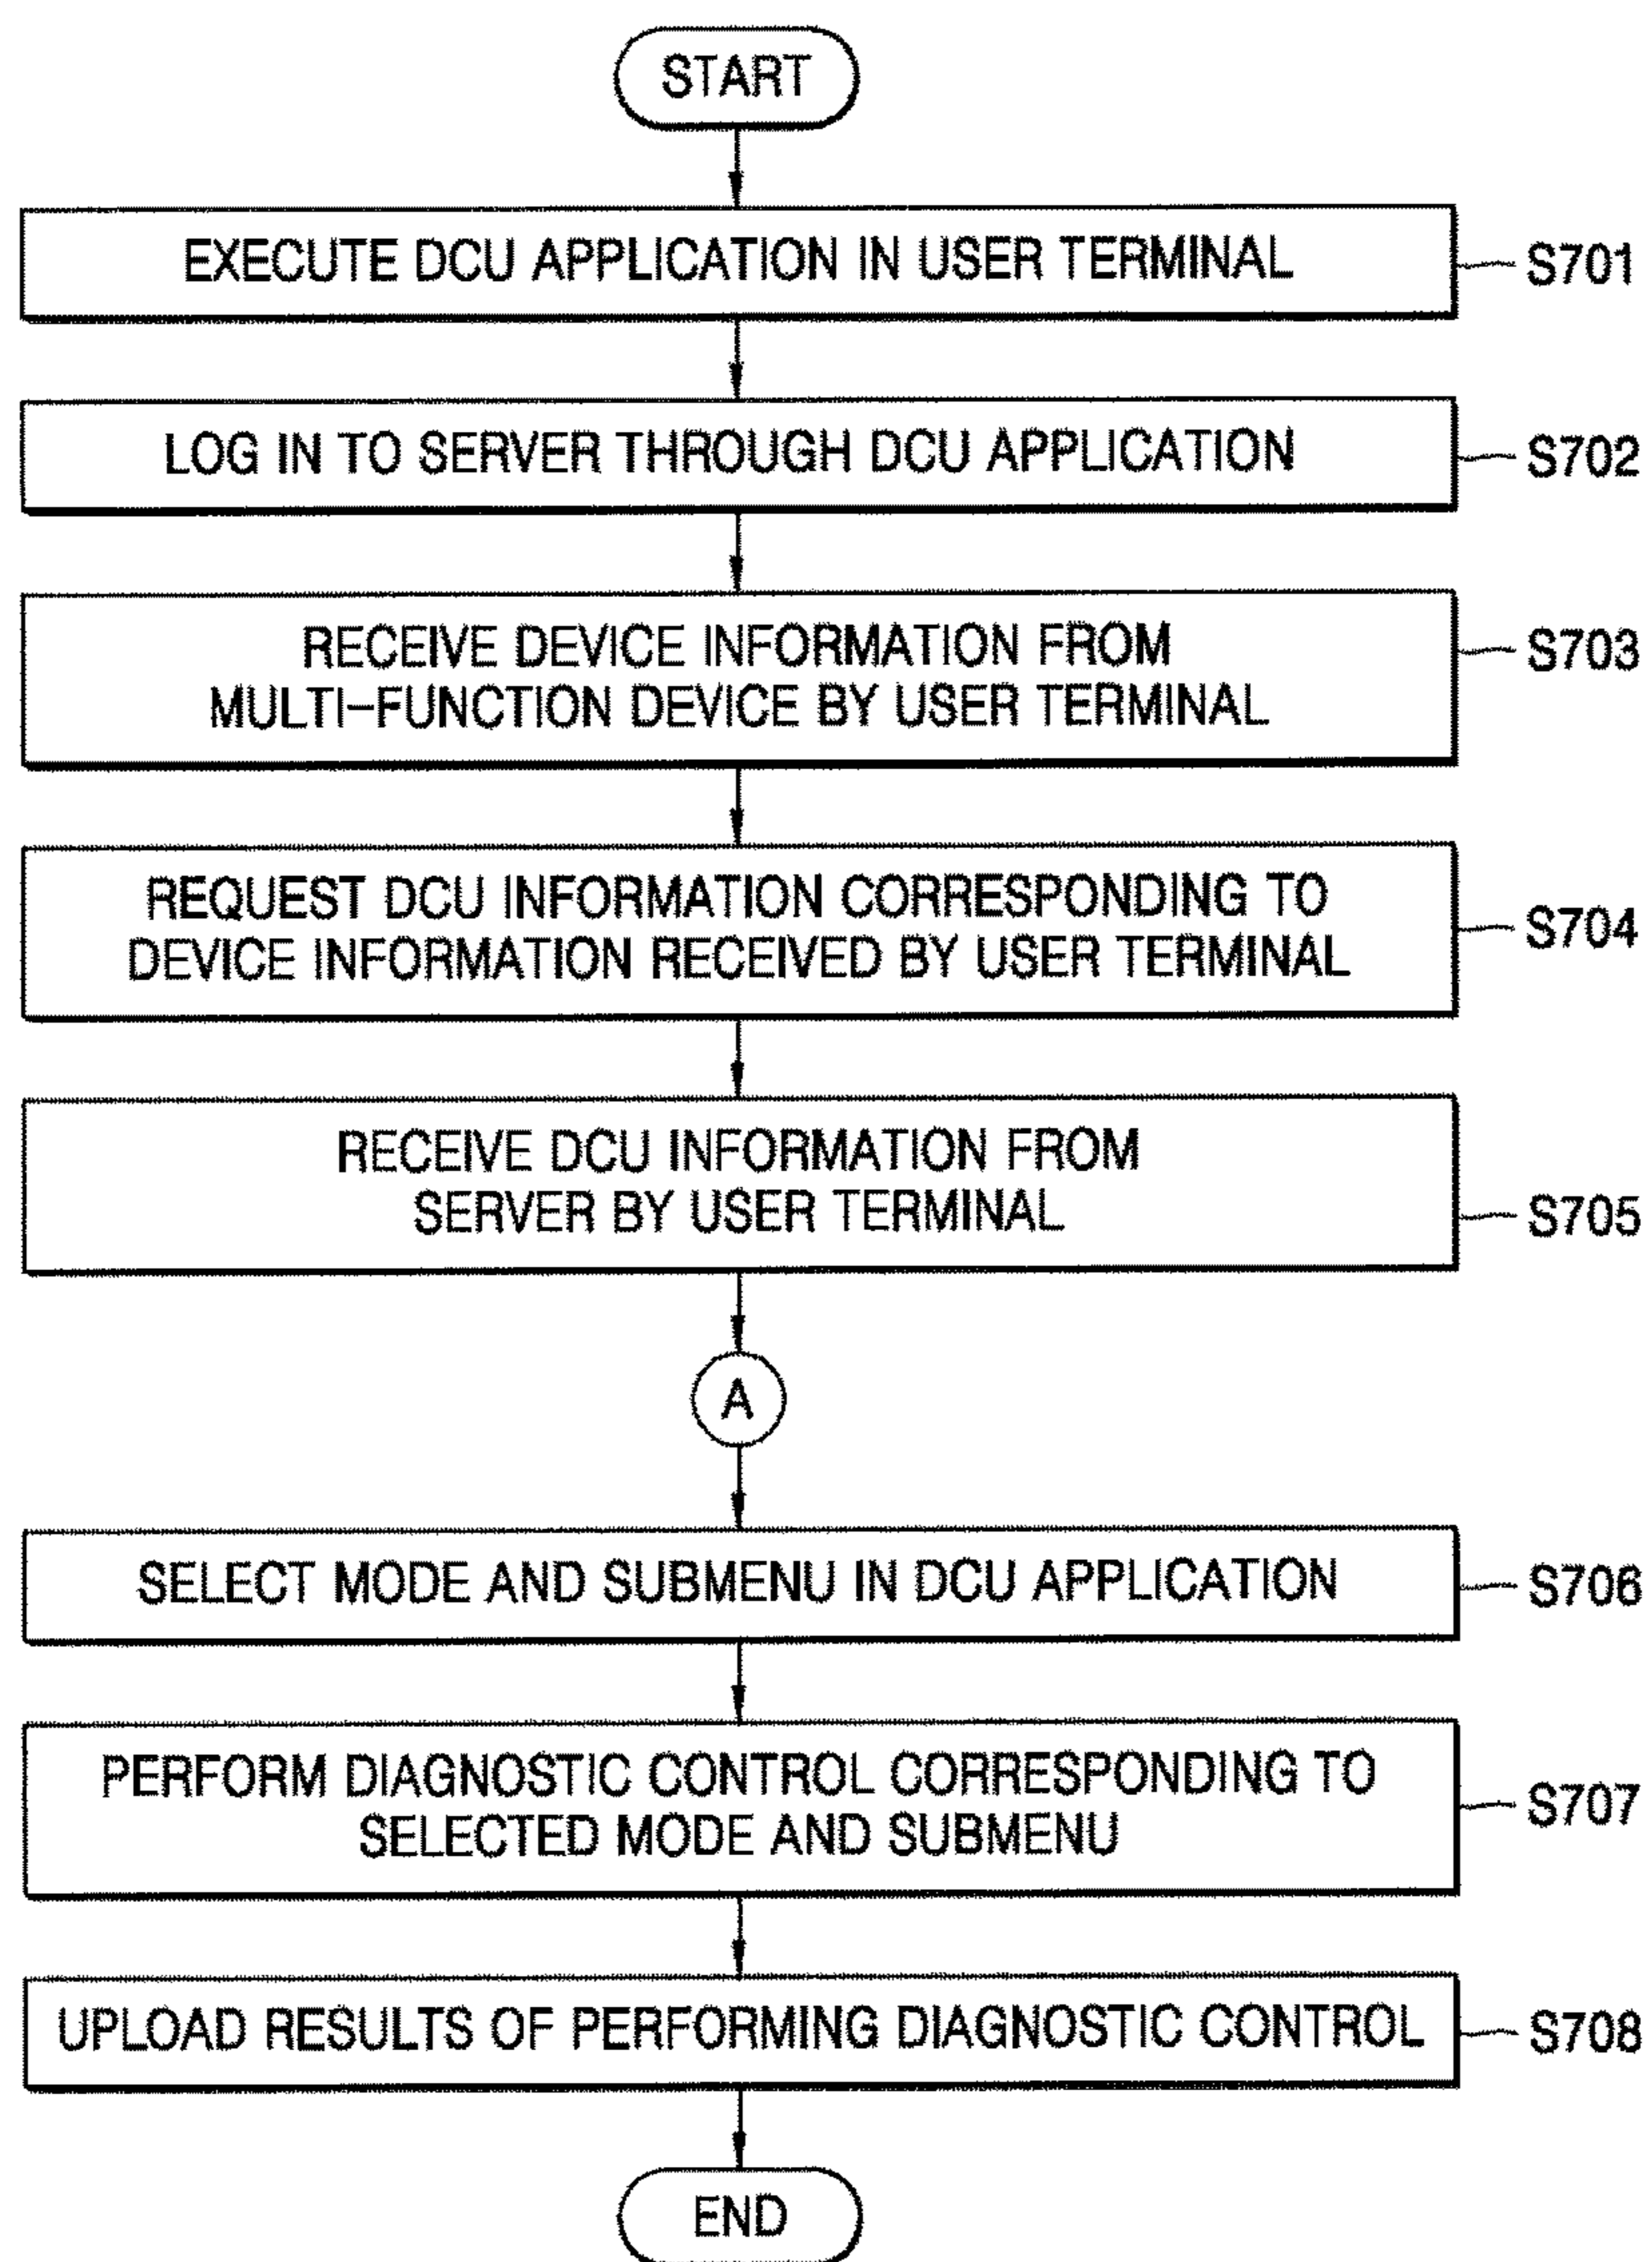 START
EXECUTE DCU APPLICATION IN USER TERMINAL
S701
LOG IN TO SERVER THROUGH DCU APPLICATION
S702
RECEIVE DEVICE INFORMATION FROM
MULTI-FUNCTION DEVICE BY USER TERMINAL
S703
REQUEST DCU INFORMATION CORRESPONDING TO
DEVICE INFORMATION RECEIVED BY USER TERMINAL
S704
RECEIVE DCU INFORMATION FROM
SERVER BY USER TERMINAL
S705
A
SELECT MODE AND SUBMENU IN DCU APPLICATION
S706
PERFORM DIAGNOSTIC CONTROL CORRESPONDING TO
SELECTED MODE AND SUBMENU
S707
UPLOAD RESULTS OF PERFORMING DIAGNOSTIC CONTROL
S708
END